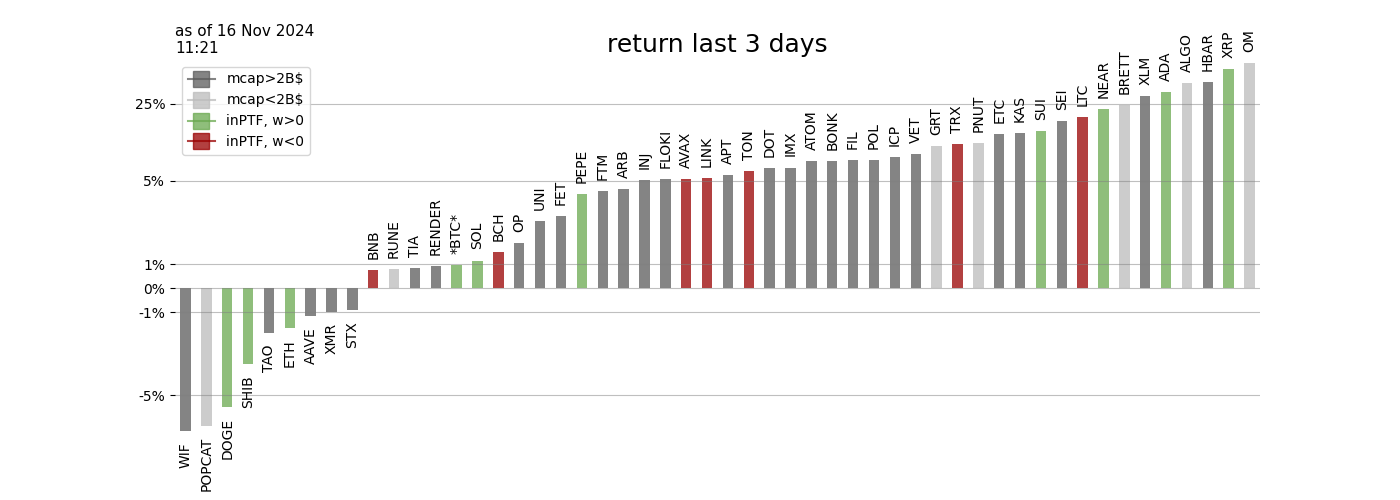 as of 16 Nov 2024
11:21
return last 3 days
mcap>2B$
mcap<2B$
inPTF, w>0
inPTF, w<0
25%
5%
1%
0%
-1%
-5%
WIF
POPCAT
DOGE
SHIB
TAO
ETH
AAVE
XMR
STX
BNB
RUNE
TIA
RENDER
*BTC*
SOL
BCH
OP
UNI
FET
PEPE
FTM
ARB
INJ
FLOKI
AVAX
LINK
APT
TON
DOT
IMX
ATOM
BONK
FIL
POL
ICP
VET
GRT
TRX
PNUT
ETC
KAS
SUI
SEI
LTC
NEAR
BRETT
XLM
ADA
ALGO
HBAR
XRP
OM